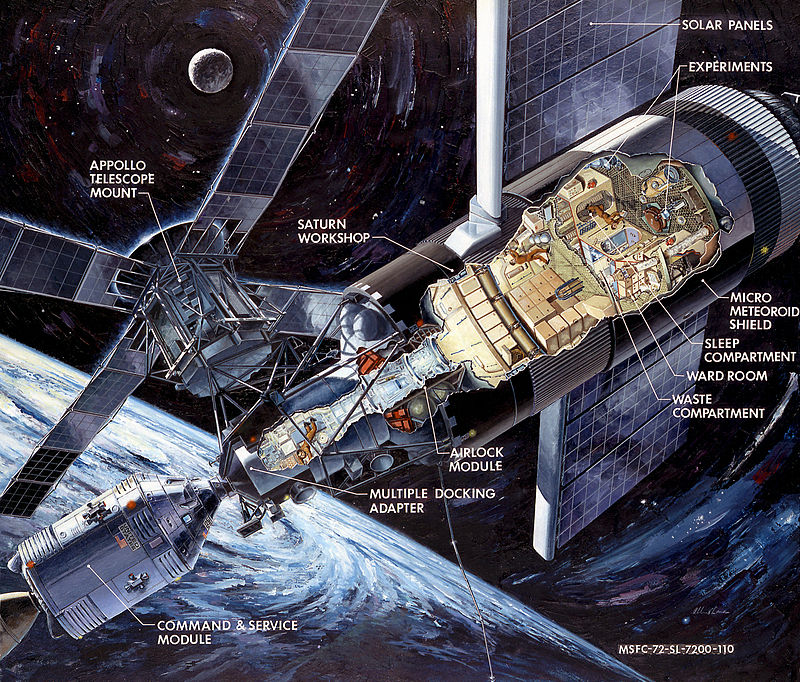 SOLAR PANELS
EXPERIMENTS
APPOLLO
TELESCOPE
MOUNT
SATURN
WORKSHOP
MICRO
METEOROID
SHIELD
SLEEP
COMPARTMENT
WARD ROOM
WASTE
COMPARTMENT
AIRLOCK
MODULE
MULTIPLE DOCKING
ADAPTER
COMMAND & SERVICE
MODULE
MSFC-72-SL-7200-110